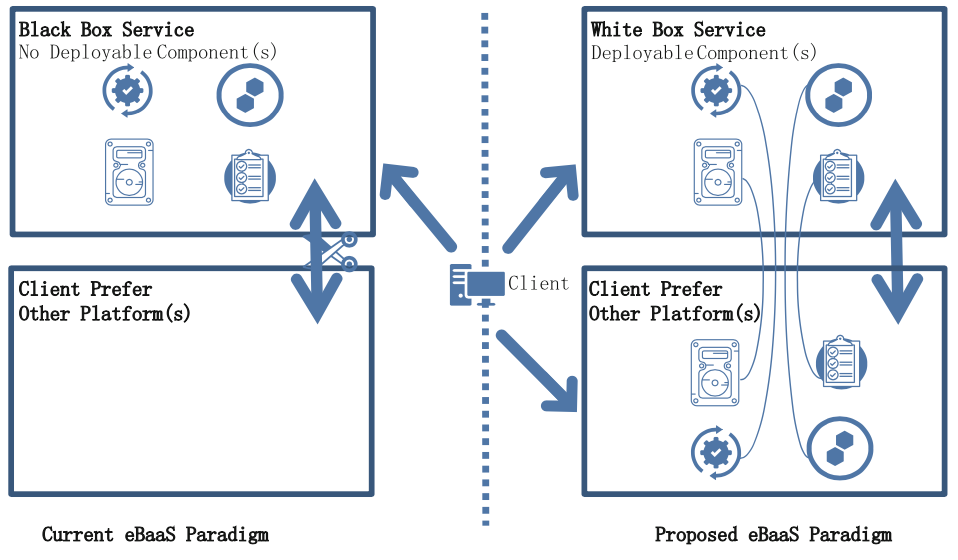 Black Box Service
No Deployable Component(s)
Client Prefer
Other Platform(s)
Current eBaaS Paradigm
Client
White Box Service
Deployable Component(s)
Client Prefer
Other Platform(s)
Proposed eBaaS Paradigm